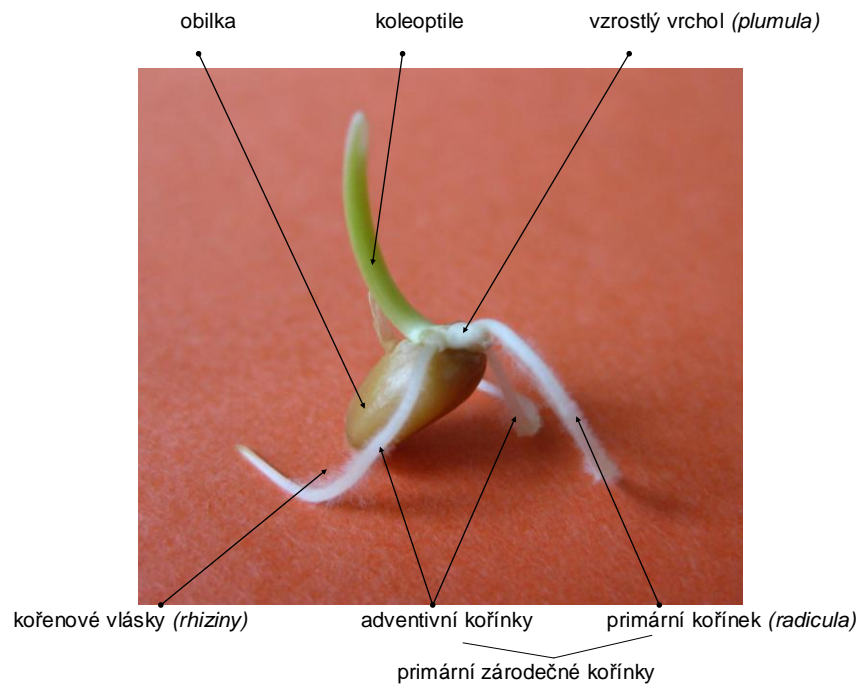 obilka
koleoptile
vzrostlý vrchol (plumula)
kořenové vlásky (rhiziny)
adventivní kořínky
primární kořínek (radicula)
primární zárodečné kořínky